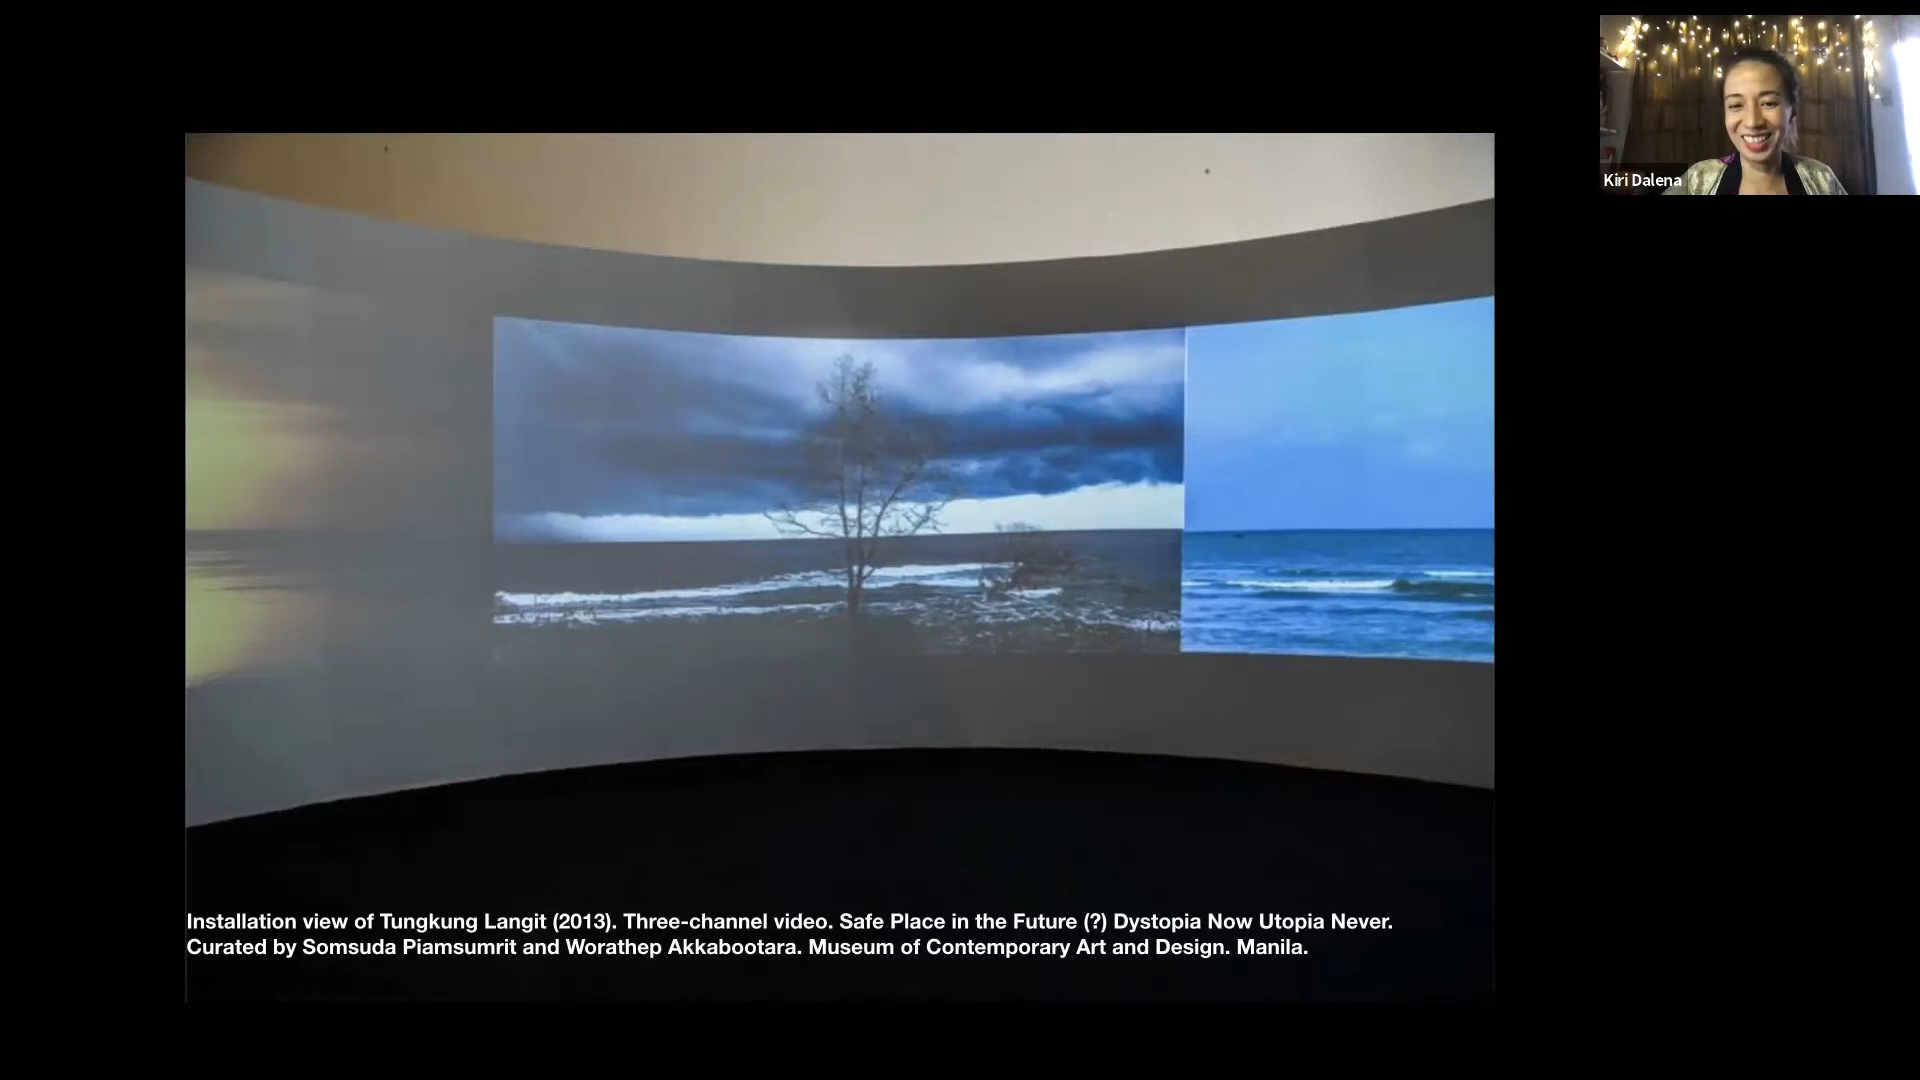 Kiri Dalena
Installation view of Tungkung Langit (2013). Three-channel video. Safe Place in the Future (?) Dystopia Now Utopia Never.
Curated by Somsuda Piamsumrit and Worathep Akkabootara. Museum of Contemporary Art and Design. Manila.